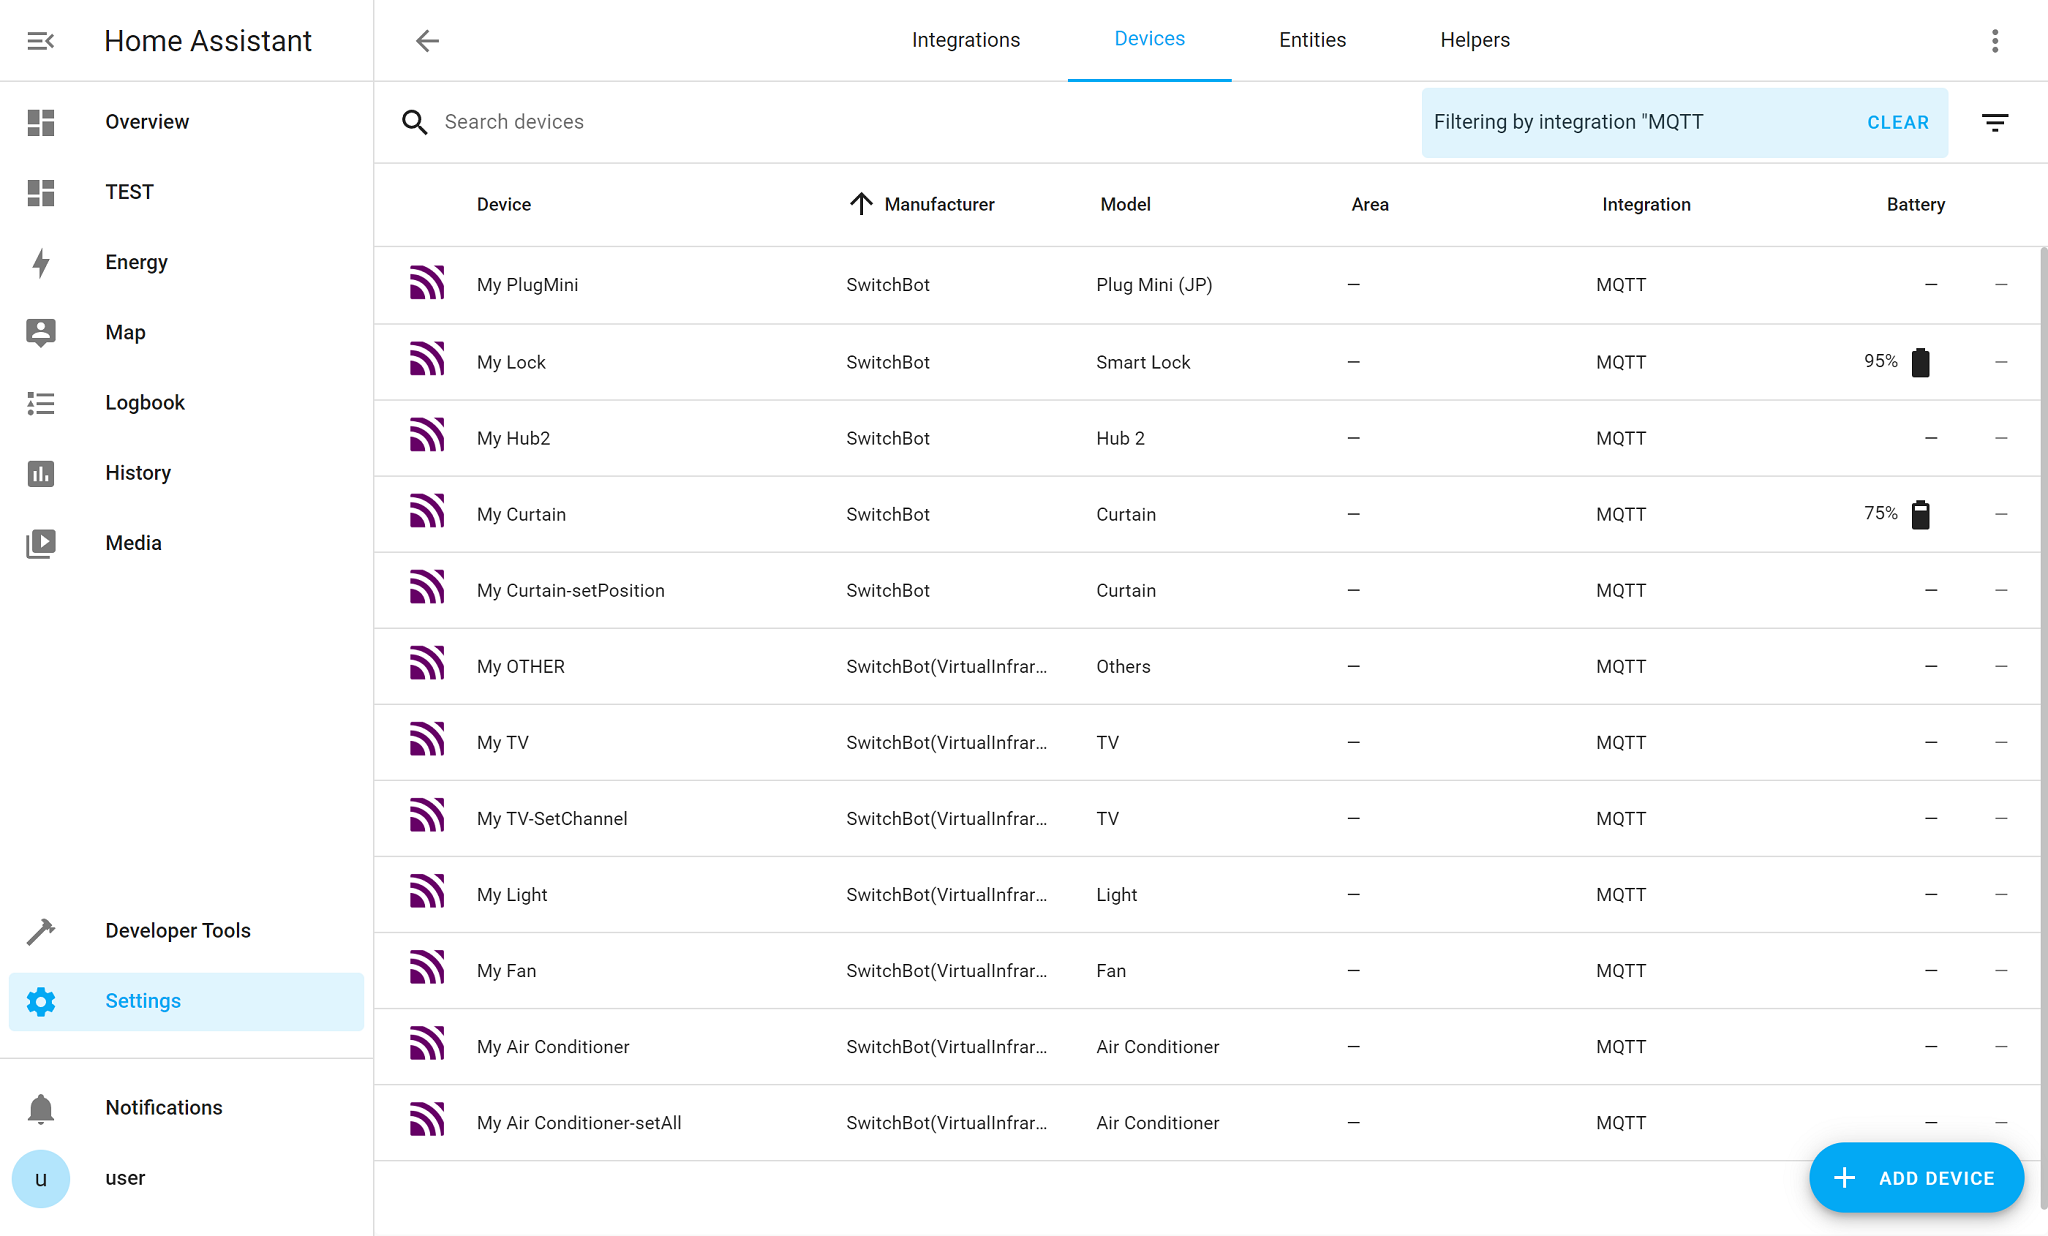 Home Assistant
Integrations Devices Entities Helpers
Overview
TEST
Energy
Map
Logbook
History
Media
Developer Tools
Settings
Notifications
u user
Search devices Filtering by integration "MQTT CLEAR
Device Manufacturer Model Area Integration Battery
My PlugMini SwitchBot Plug Mini (JP) — MQTT — —
My Lock SwitchBot Smart Lock — MQTT 95% —
My Hub2 SwitchBot Hub 2 — MQTT — —
My Curtain SwitchBot Curtain — MQTT 75% —
My Curtain-setPosition SwitchBot Curtain — MQTT — —
My OTHER SwitchBot(VirtualInfrar... Others — MQTT — —
My TV SwitchBot(VirtualInfrar... TV — MQTT — —
My TV-SetChannel SwitchBot(VirtualInfrar... TV — MQTT — —
My Light SwitchBot(VirtualInfrar... Light — MQTT — —
My Fan SwitchBot(VirtualInfrar... Fan — MQTT — —
My Air Conditioner SwitchBot(VirtualInfrar... Air Conditioner — MQTT — —
My Air Conditioner-setAll SwitchBot(VirtualInfrar... Air Conditioner — MQTT — —
ADD DEVICE